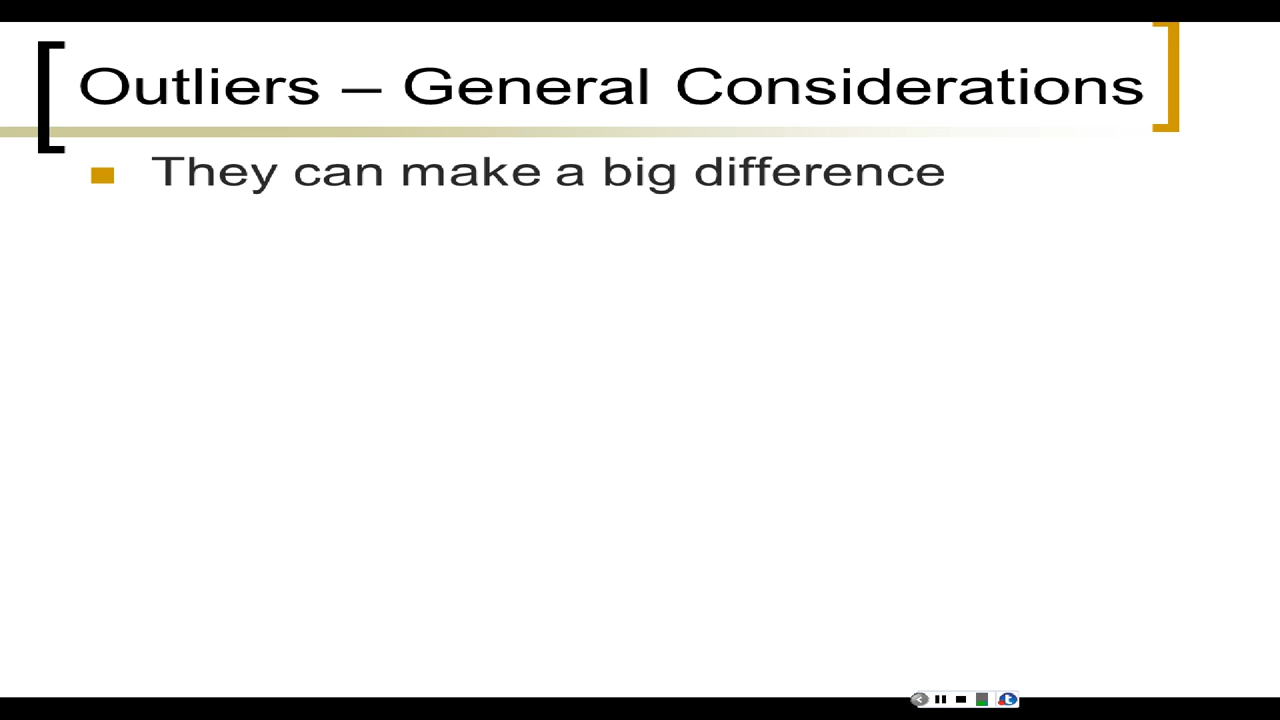 Outliers – General Considerations
They can make a big difference